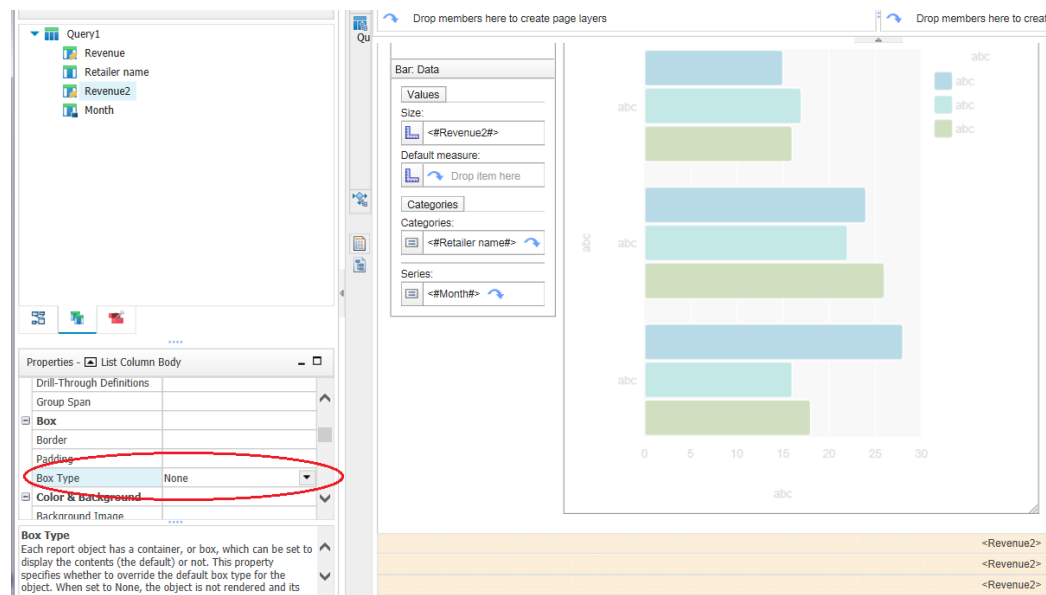 Query1
Revenue
Retailer name
Revenue2
Month
Qu
Drop members here to create page layers
Drop members here to creat
Bar: Data
Values
Size:
<#Revenue2#>
Default measure:
Drop item here
Categories
Categories:
<#Retailer name#>
Series:
<#Month#>
abc
abc
abc
abc
abc
abc
abc
abc
0 5 10 15 20 25 30
abc
Properties - List Column Body
Drill-Through Definitions
Group Span
Box
Border
Padding
Box Type None
Color & Background
Background Image
Box Type
Each report object has a container, or box, which can be set to
display the contents (the default) or not. This property
specifies whether to override the default box type for the
object. When set to None, the object is not rendered and its
<Revenue2>
<Revenue2>
<Revenue2>